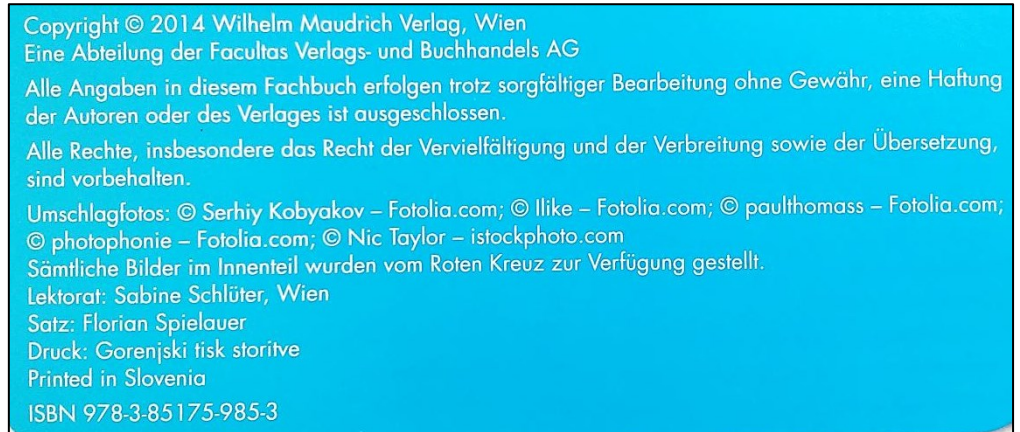 Copyright © 2014 Wilhelm Maudrich Verlag, Wien
Eine Abteilung der Facultas Verlags- und Buchhandels AG
Alle Angaben in diesem Fachbuch erfolgen trotz sorgfältiger Bearbeitung ohne Gewähr, eine Haftung
der Autoren oder des Verlages ist ausgeschlossen.
Alle Rechte, insbesondere das Recht der Vervielfältigung und der Verbreitung sowie der Übersetzung,
sind vorbehalten.
Umschlagfotos: © Serhiy Kobyakov – Fotolia.com; © Ilike – Fotolia.com; © paulthomass – Fotolia.com;
© photophonie – Fotolia.com; © Nic Taylor – istockphoto.com
Sämtliche Bilder im Innenteil wurden vom Roten Kreuz zur Verfügung gestellt.
Lektorat: Sabine Schlüter, Wien
Satz: Florian Spielauer
Druck: Gorenjski tisk storitve
Printed in Slovenia
ISBN 978-3-85175-985-3